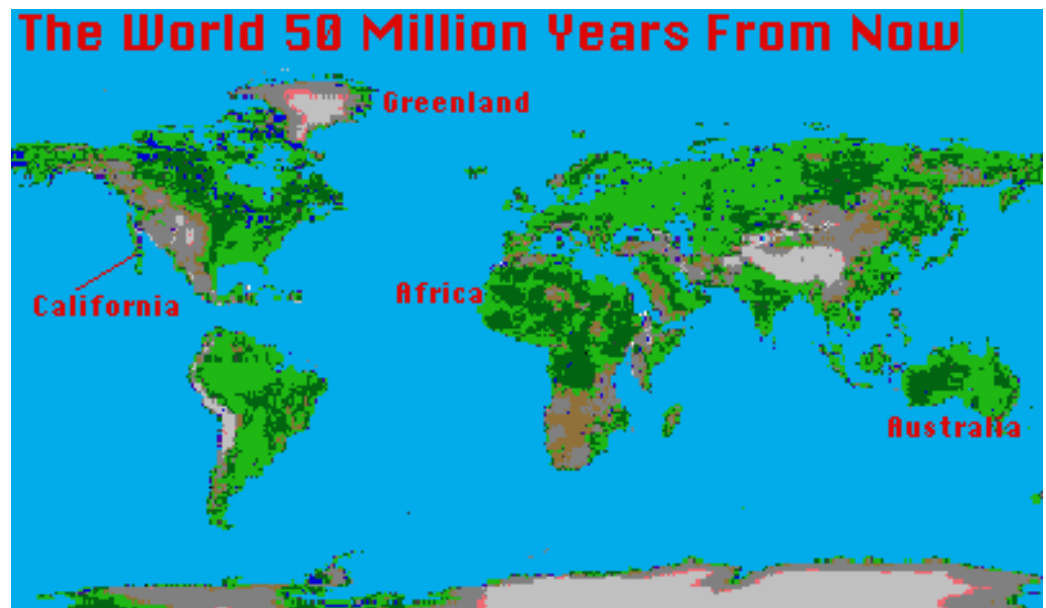 The World 50 Million Years From Now
Greenland
California
Africa
Australia